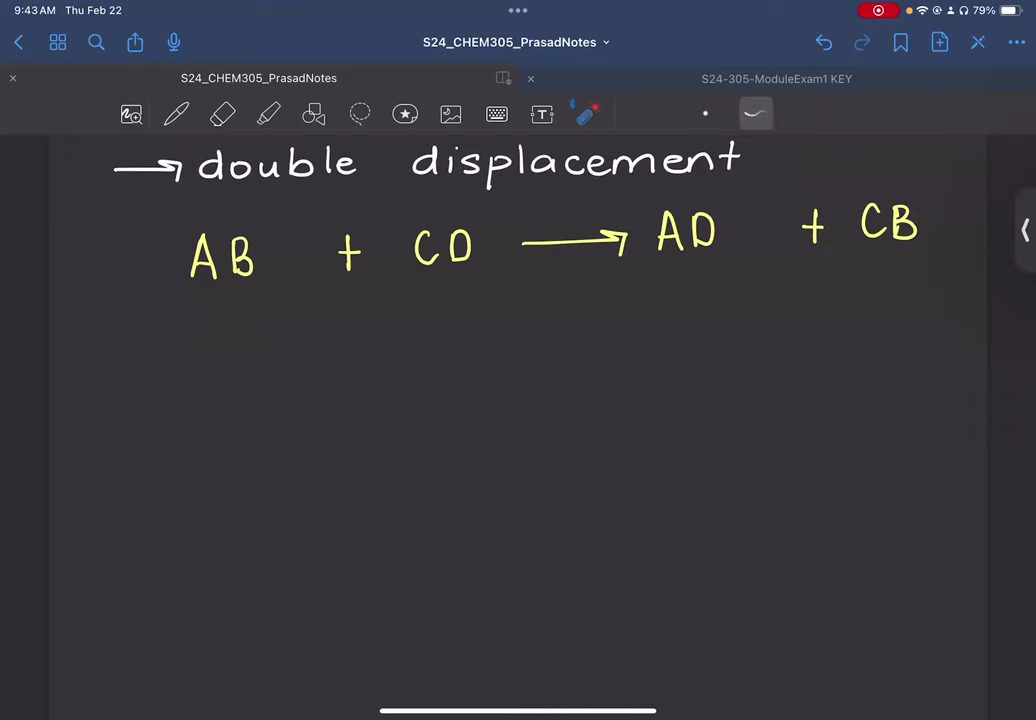 9:43 AM Thu Feb 22
79%
S24_CHEM305_PrasadNotes
S24_CHEM305_PrasadNotes
S24-305-ModuleExam1 KEY
→ double displacement
AB + CD → AD + CB